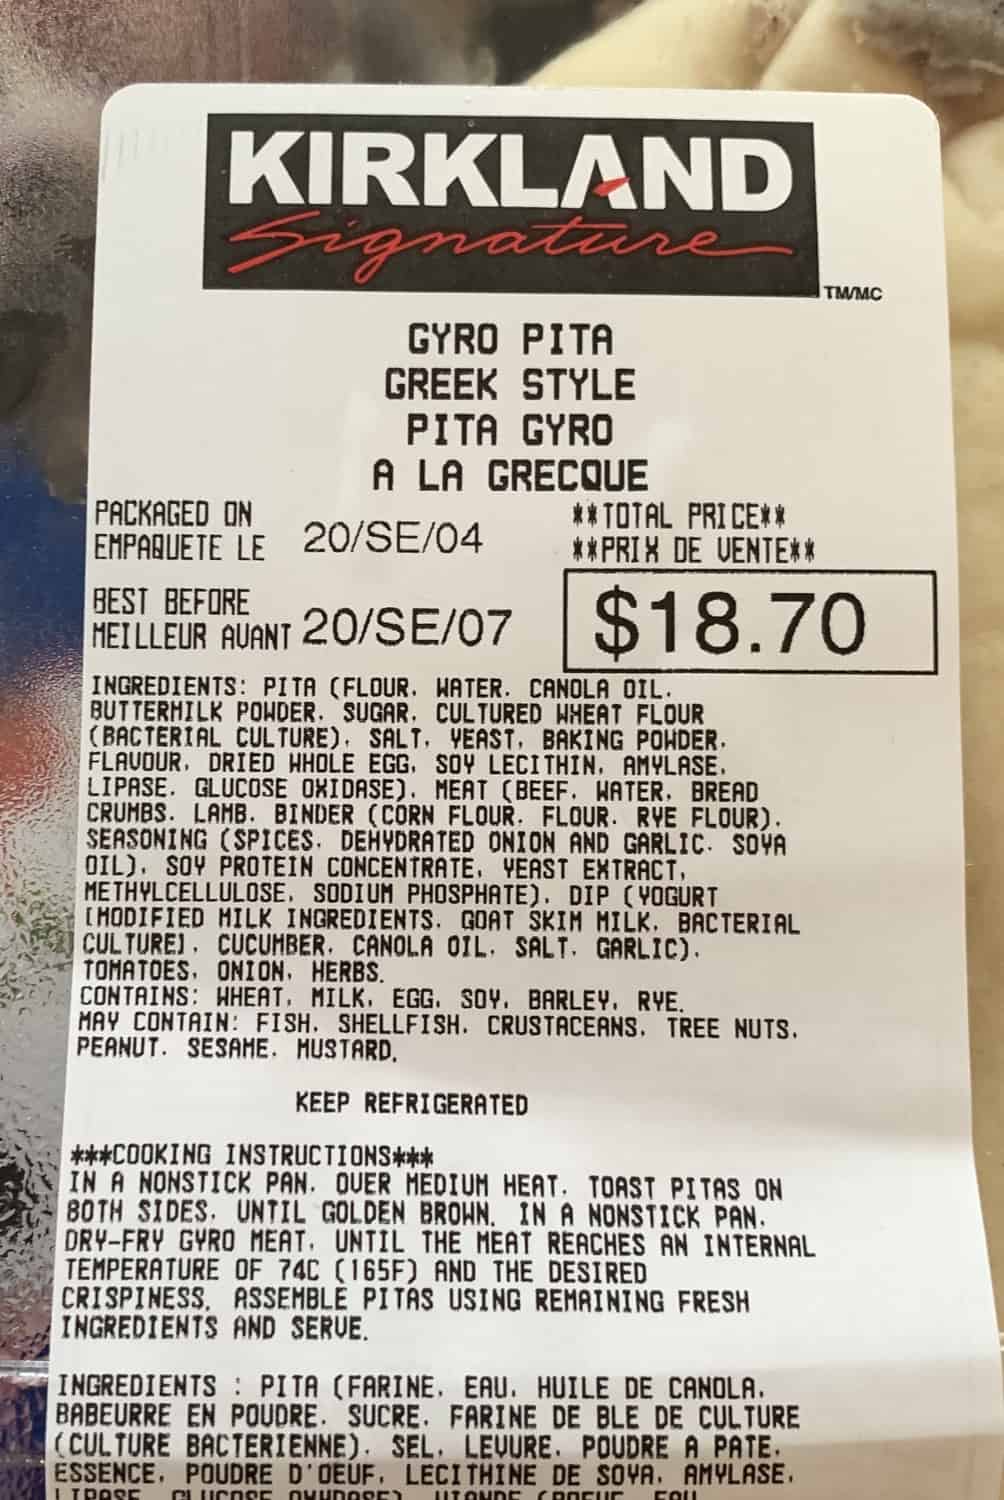 KIRKLAND
Signature
TM/MC
GYRO PITA
GREEK STYLE
PITA GYRO
A LA GRECQUE
PACKAGED ON
EMPAQUETE LE 20/SE/04
**TOTAL PRICE**
**PRIX DE VENTE**
BEST BEFORE
MEILLEUR AVANT 20/SE/07
$18.70
INGREDIENTS: PITA (FLOUR, WATER, CANOLA OIL,
BUTTERMILK POWDER, SUGAR, CULTURED WHEAT FLOUR
(BACTERIAL CULTURE), SALT, YEAST, BAKING POWDER,
FLAVOUR, DRIED WHOLE EGG, SOY LECITHIN, AMYLASE,
LIPASE, GLUCOSE OXIDASE), MEAT (BEEF, WATER, BREAD
CRUMBS, LAMB, BINDER (CORN FLOUR, FLOUR, RYE FLOUR),
SEASONING (SPICES, DEHYDRATED ONION AND GARLIC, SOYA
OIL), SOY PROTEIN CONCENTRATE, YEAST EXTRACT,
METHYLCELLULOSE, SODIUM PHOSPHATE), DIP (YOGURT
[MODIFIED MILK INGREDIENTS, GOAT SKIM MILK, BACTERIAL
CULTURE], CUCUMBER, CANOLA OIL, SALT, GARLIC),
TOMATOES, ONION, HERBS.
CONTAINS: WHEAT, MILK, EGG, SOY, BARLEY, RYE.
MAY CONTAIN: FISH, SHELLFISH, CRUSTACEANS, TREE NUTS,
PEANUT, SESAME, MUSTARD.
KEEP REFRIGERATED
***COOKING INSTRUCTIONS***
IN A NONSTICK PAN, OVER MEDIUM HEAT, TOAST PITAS ON
BOTH SIDES, UNTIL GOLDEN BROWN. IN A NONSTICK PAN,
DRY-FRY GYRO MEAT, UNTIL THE MEAT REACHES AN INTERNAL
TEMPERATURE OF 74C (165F) AND THE DESIRED
CRISPINESS. ASSEMBLE PITAS USING REMAINING FRESH
INGREDIENTS AND SERVE.
INGREDIENTS : PITA (FARINE, EAU, HUILE DE CANOLA,
BABEURRE EN POUDRE, SUCRE, FARINE DE BLE DE CULTURE
(CULTURE BACTERIENNE), SEL, LEVURE, POUDRE A PATE,
ESSENCE, POUDRE D'OEUF, LECITHINE DE SOYA, AMYLASE,
LIPASE, GLUCOSE OXYDASE), VIANDE (BOEUF, EAU,